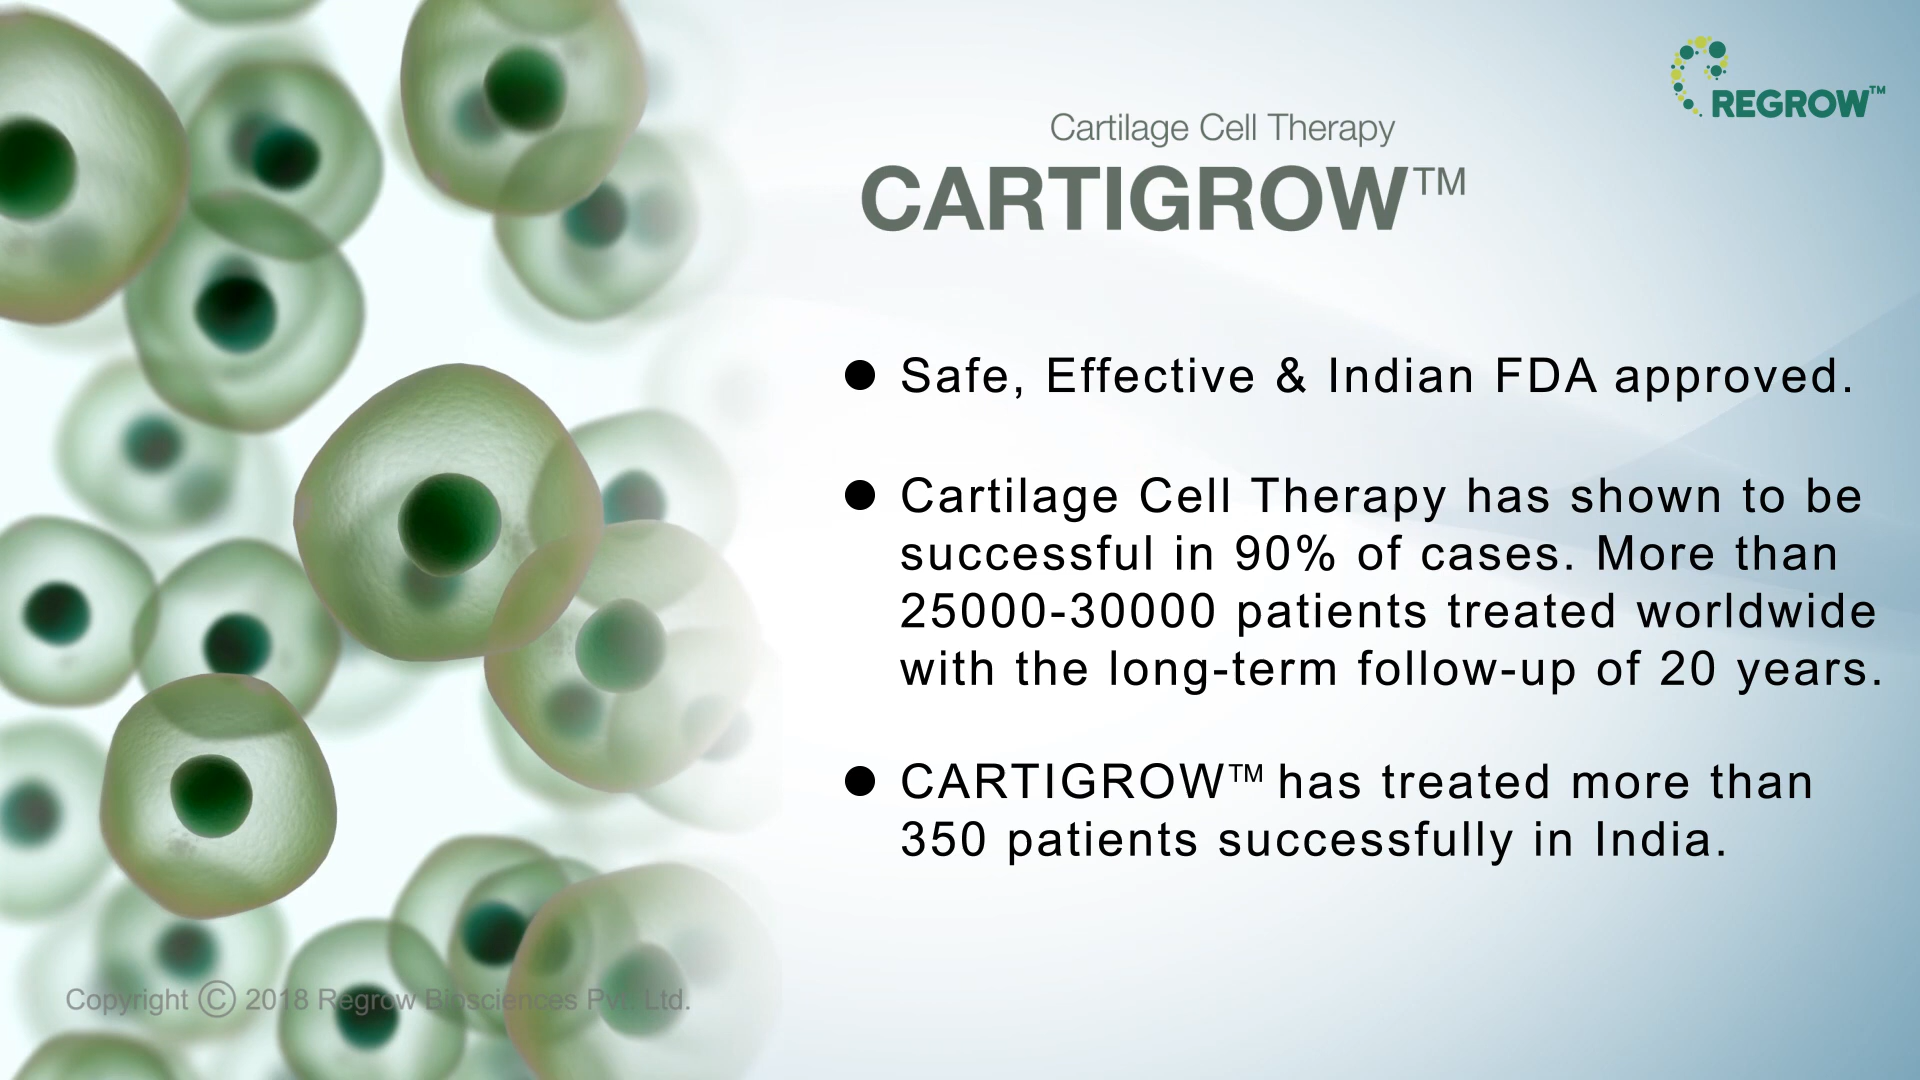 REGROW™
Cartilage Cell Therapy
CARTIGROW™
● Safe, Effective & Indian FDA approved.
● Cartilage Cell Therapy has shown to be
successful in 90% of cases. More than
25000-30000 patients treated worldwide
with the long-term follow-up of 20 years.
● CARTIGROW™ has treated more than
350 patients successfully in India.
Copyright © 2018 Regrow Biosciences Pvt. Ltd.